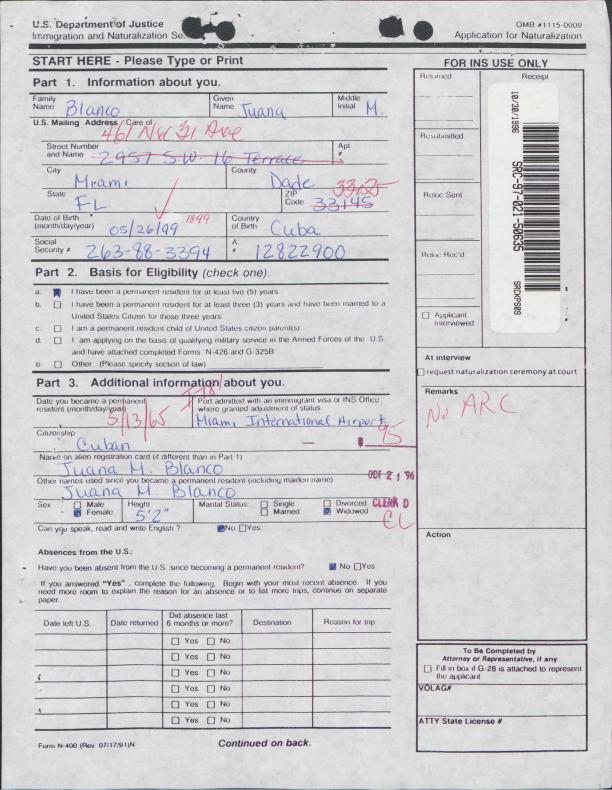 U.S. Department of Justice
Immigration and Naturalization Se
OMB #1115-0009
Application for Naturalization
START HERE - Please Type or Print
FOR INS USE ONLY
Part 1. Information about you.
Returned
Receipt
Family Name Blanco
Given Name Juana
Middle Initial M.
U.S. Mailing Address / Care of
461 NW 31 Ave
Street Number and Name 2957 S.W. 16 Terrace
Apt. #
Resubmitted
City Miami
County Dade
33125
State FL
ZIP Code 33145
Reloc Sent
Date of Birth (month/day/year) 05/26/99 1899
Country of Birth Cuba
Social Security # 263-88-3394
A # 12822900
Reloc Rec'd
10/30/1996
SRC-97-021-50635
Part 2. Basis for Eligibility (check one).
a. I have been a permanent resident for at least five (5) years
b. I have been a permanent resident for at least three (3) years and have been married to a
United States Citizen for those three years.
c. I am a permanent resident child of United States citizen parent(s)
d. I am applying on the basis of qualifying military service in the Armed Forces of the U.S
and have attached completed Forms N-426 and G-325B
e. Other. (Please specify section of law)
Applicant Interviewed
At interview
request naturalization ceremony at court
Part 3. Additional information about you.
Remarks
No ARC
Date you became a permanent resident (month/day/year) 5/13/65
Port admitted with an immigrant visa or INS Office where granted adjustment of status.
Miami International Airport
Citizenship
Cuban
$ 95
Name on alien registration card (if different than in Part 1)
Juana M. Blanco
OCT 21 '96
Other names used since you became a permanent resident (including maiden name)
Juana M. Blanco
CLERK D
Sex Male Female
Height 5'2"
Marital Status: Single Married Divorced Widowed
Can you speak, read and write English ? No Yes.
Action
Absences from the U.S.:
Have you been absent from the U.S. since becoming a permanent resident? No Yes.
If you answered "Yes" , complete the following. Begin with your most recent absence. If you
need more room to explain the reason for an absence or to list more trips, continue on separate
paper.
Date left U.S.
Date returned
Did absence last 6 months or more?
Destination
Reason for trip
Yes No
Yes No
Yes No
Yes No
Yes No
Yes No
To Be Completed by
Attorney or Representative, if any
Fill in box if G-28 is attached to represent
the applicant
VOLAG#
ATTY State License #
Form N-400 (Rev 07/17/91)N
Continued on back.